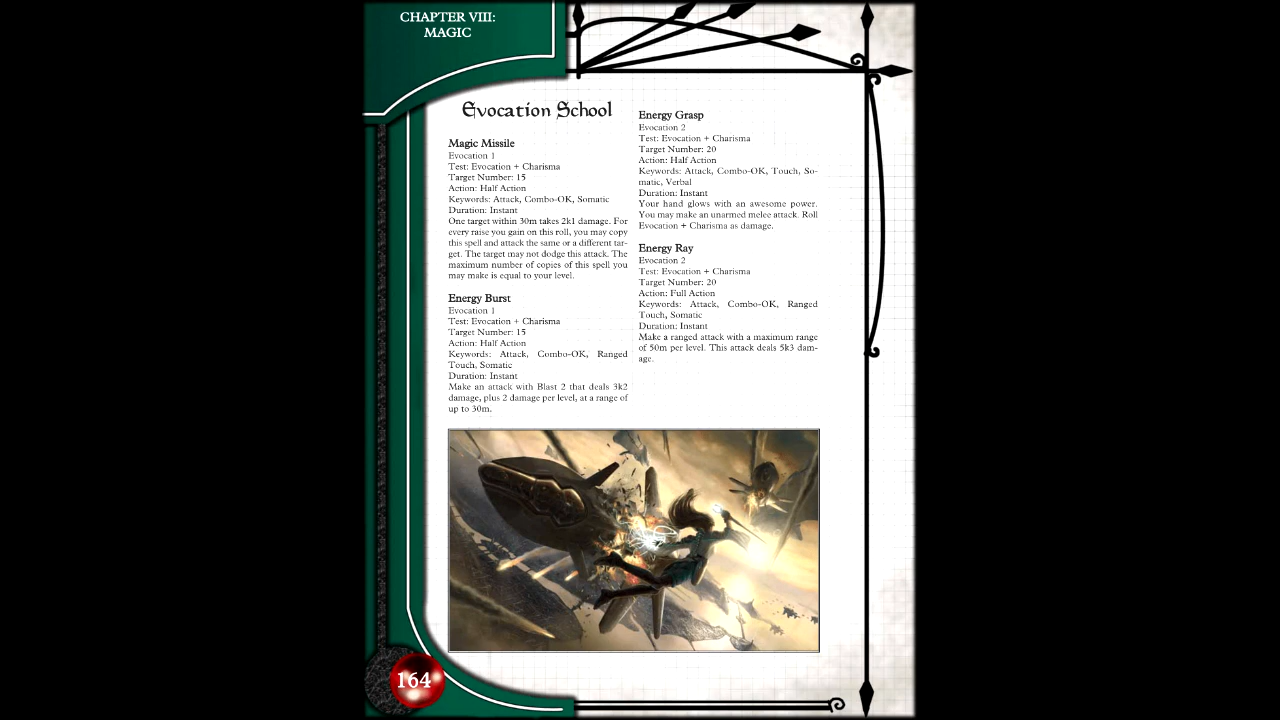 CHAPTER VIII:
MAGIC
Evocation School
Magic Missile
Evocation 1
Test: Evocation + Charisma
Target Number: 15
Action: Half Action
Keywords: Attack, Combo-OK, Somatic
Duration: Instant
One target within 30m takes 2k1 damage. For
every raise you gain on this roll, you may copy
this spell and attack the same or a different tar-
get. The target may not dodge this attack. The
maximum number of copies of this spell you
may make is equal to your level.
Energy Burst
Evocation 1
Test: Evocation + Charisma
Target Number: 15
Action: Half Action
Keywords: Attack, Combo-OK, Ranged
Touch, Somatic
Duration: Instant
Make an attack with Blast 2 that deals 3k2
damage, plus 2 damage per level, at a range of
up to 30m.
Energy Grasp
Evocation 2
Test: Evocation + Charisma
Target Number: 20
Action: Half Action
Keywords: Attack, Combo-OK, Touch, So-
matic, Verbal
Duration: Instant
Your hand glows with an awesome power.
You may make an unarmed melee attack. Roll
Evocation + Charisma as damage.
Energy Ray
Evocation 2
Test: Evocation + Charisma
Target Number: 20
Action: Full Action
Keywords: Attack, Combo-OK, Ranged
Touch, Somatic
Duration: Instant
Make a ranged attack with a maximum range
of 50m per level. This attack deals 5k3 dam-
age.
164